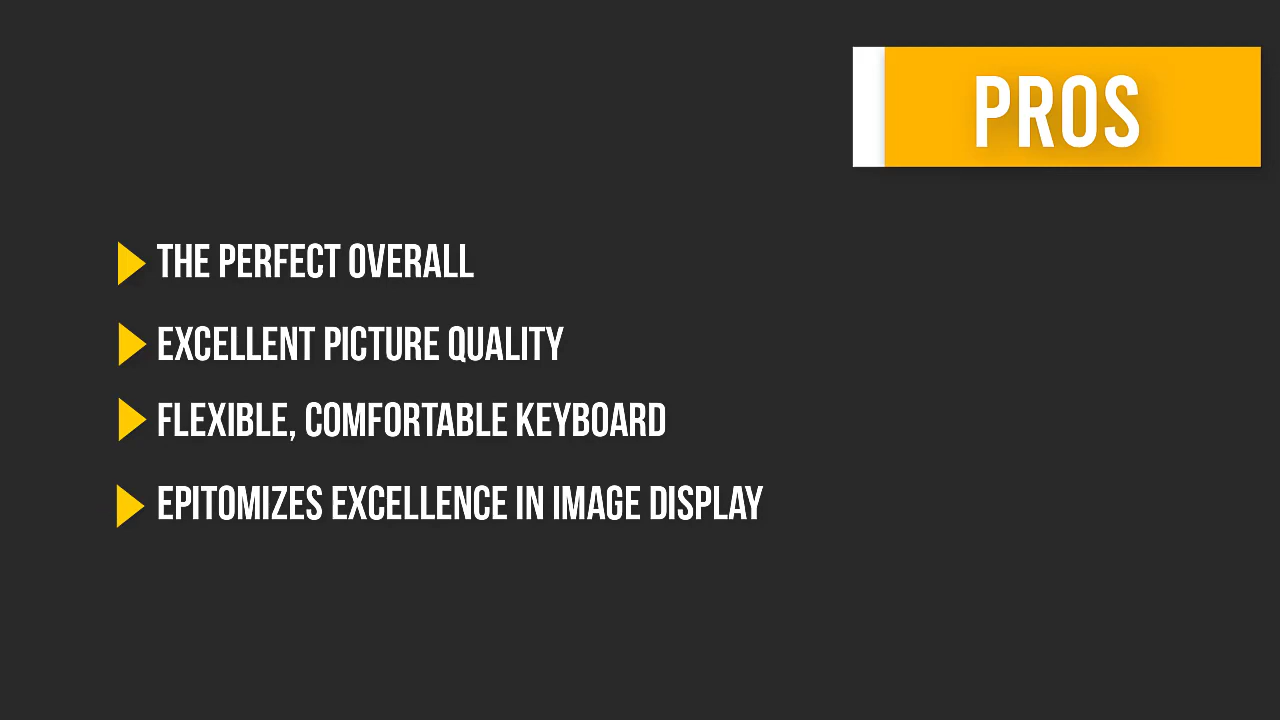 PROS
THE PERFECT OVERALL
EXCELLENT PICTURE QUALITY
FLEXIBLE, COMFORTABLE KEYBOARD
EPITOMIZES EXCELLENCE IN IMAGE DISPLAY